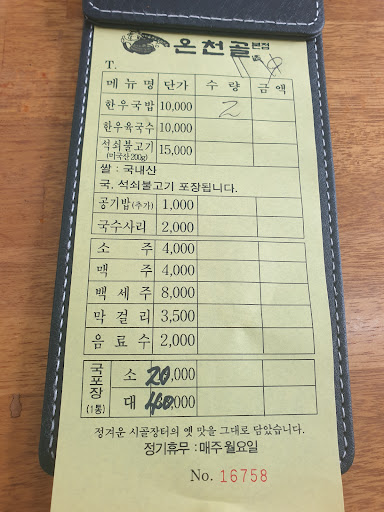 온천골 본점
T.
메뉴명 단가 수량 금액
한우국밥 10,000 2
한우육국수 10,000
석쇠불고기 (미국산 200g) 15,000
쌀 : 국내산
국, 석쇠불고기 포장됩니다.
공기밥(추가) 1,000
국수사리 2,000
소주 4,000
맥주 4,000
백세주 8,000
막걸리 3,500
음료수 2,000
국포장 (1통) 소 20,000
대 40,000
정겨운 시골장터의 옛 맛을 그대로 담았습니다.
정기휴무 : 매주 월요일
No. 16758